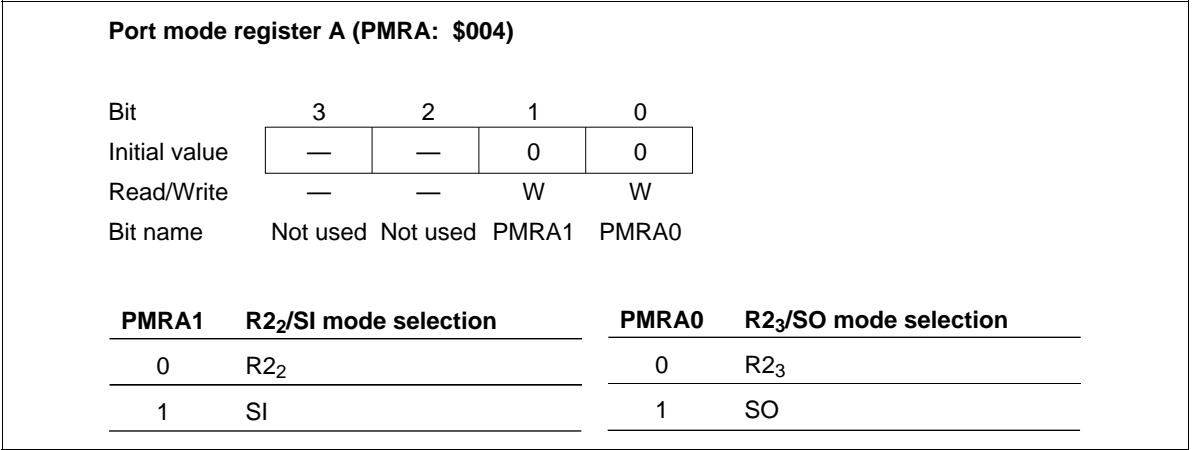 Port mode register A (PMRA: $004)
Bit 3 2 1 0
Initial value — — 0 0
Read/Write — — W W
Bit name Not used Not used PMRA1 PMRA0
PMRA1 R2₂/SI mode selection PMRA0 R2₃/SO mode selection
0 R2₂ 0 R2₃
1 SI 1 SO